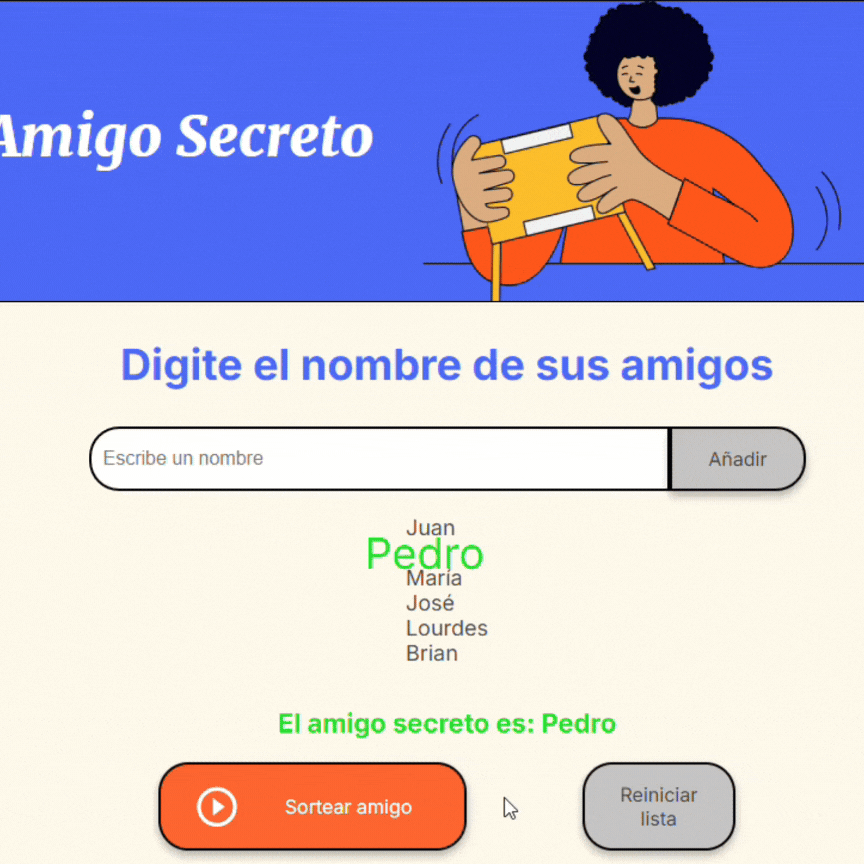 Amigo Secreto
Digite el nombre de sus amigos
Escribe un nombre
Añadir
Juan
Pedro
María
José
Lourdes
Brian
El amigo secreto es: Pedro
Sortear amigo
Reiniciar
lista